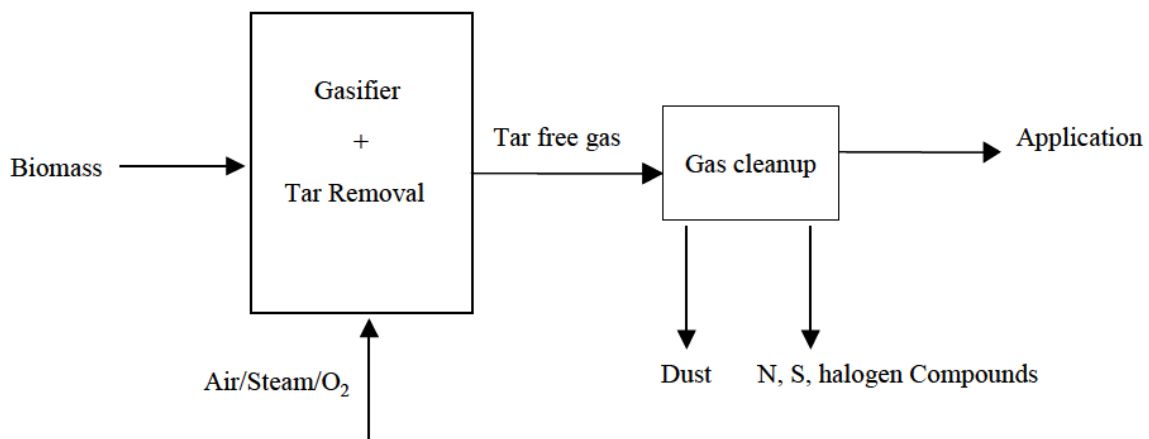 Gasifier
+
Tar Removal
Biomass
Tar free gas
Gas cleanup
Application
Air/Steam/O₂
Dust
N, S, halogen Compounds